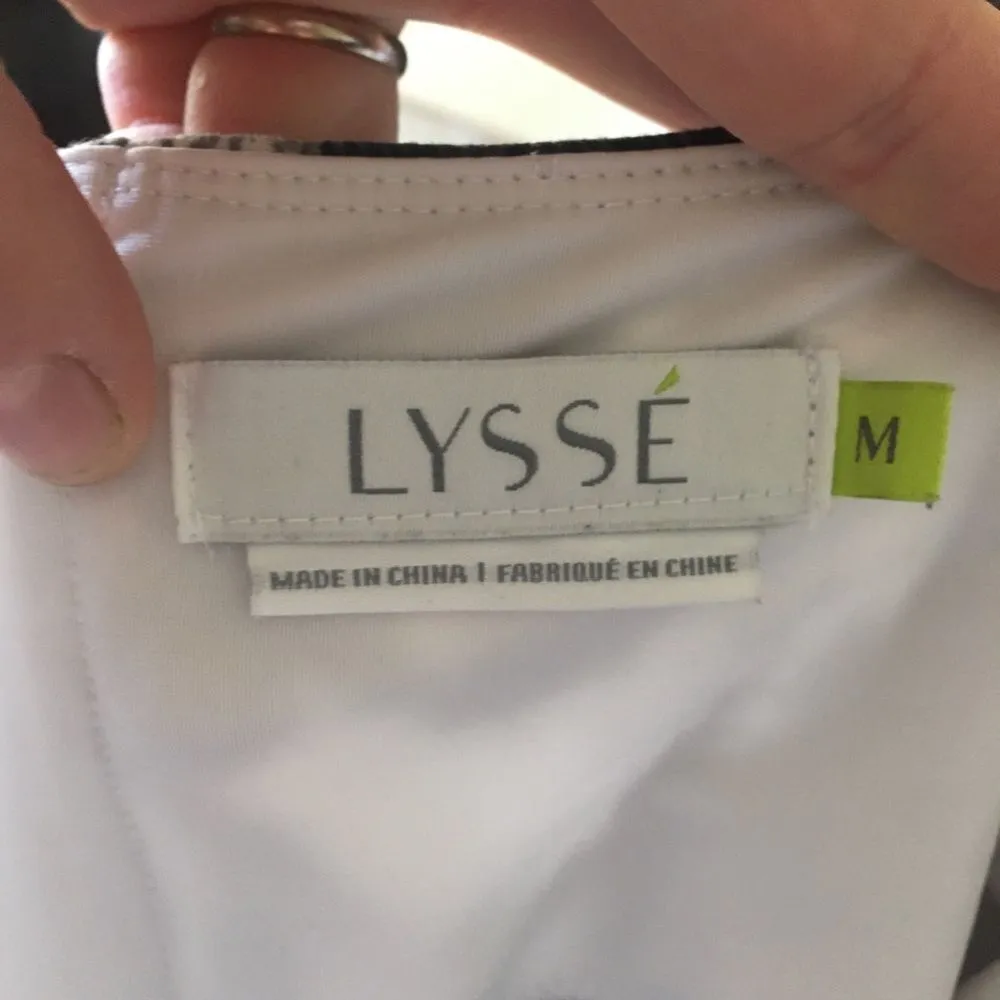 LYSSÉ
M
MADE IN CHINA | FABRIQUÉ EN CHINE